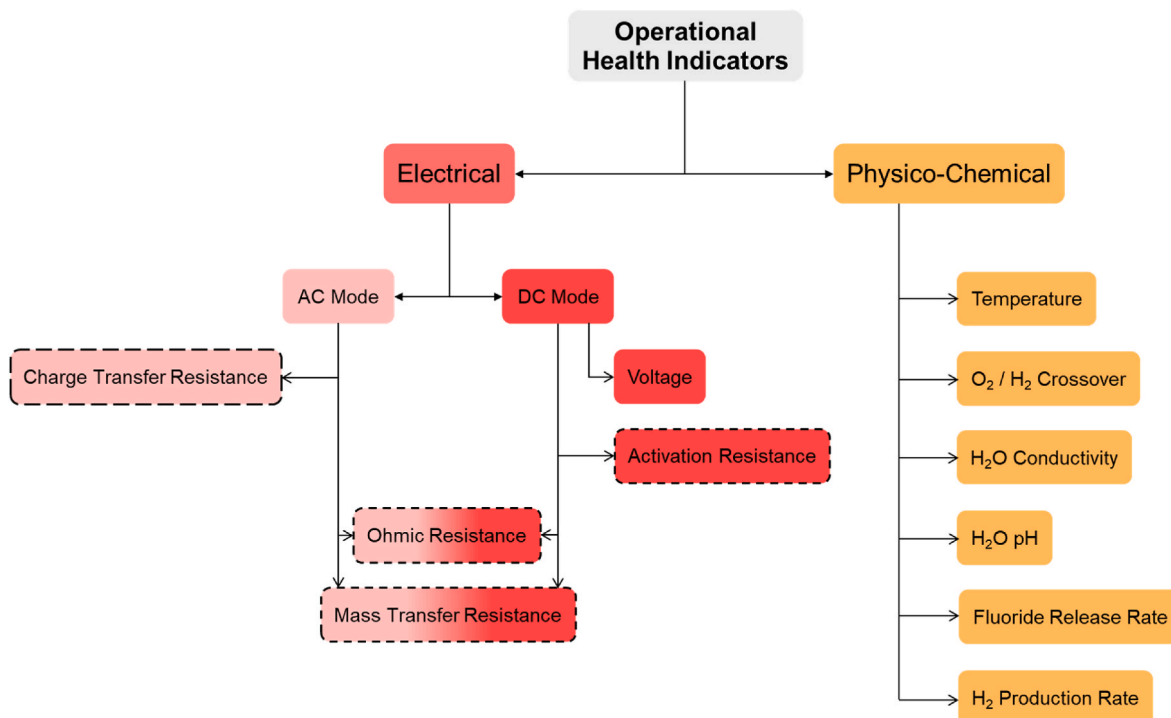 Operational
Health Indicators
Electrical
Physico-Chemical
AC Mode
DC Mode
Temperature
Charge Transfer Resistance
Voltage
O₂ / H₂ Crossover
Activation Resistance
H₂O Conductivity
Ohmic Resistance
H₂O pH
Mass Transfer Resistance
Fluoride Release Rate
H₂ Production Rate